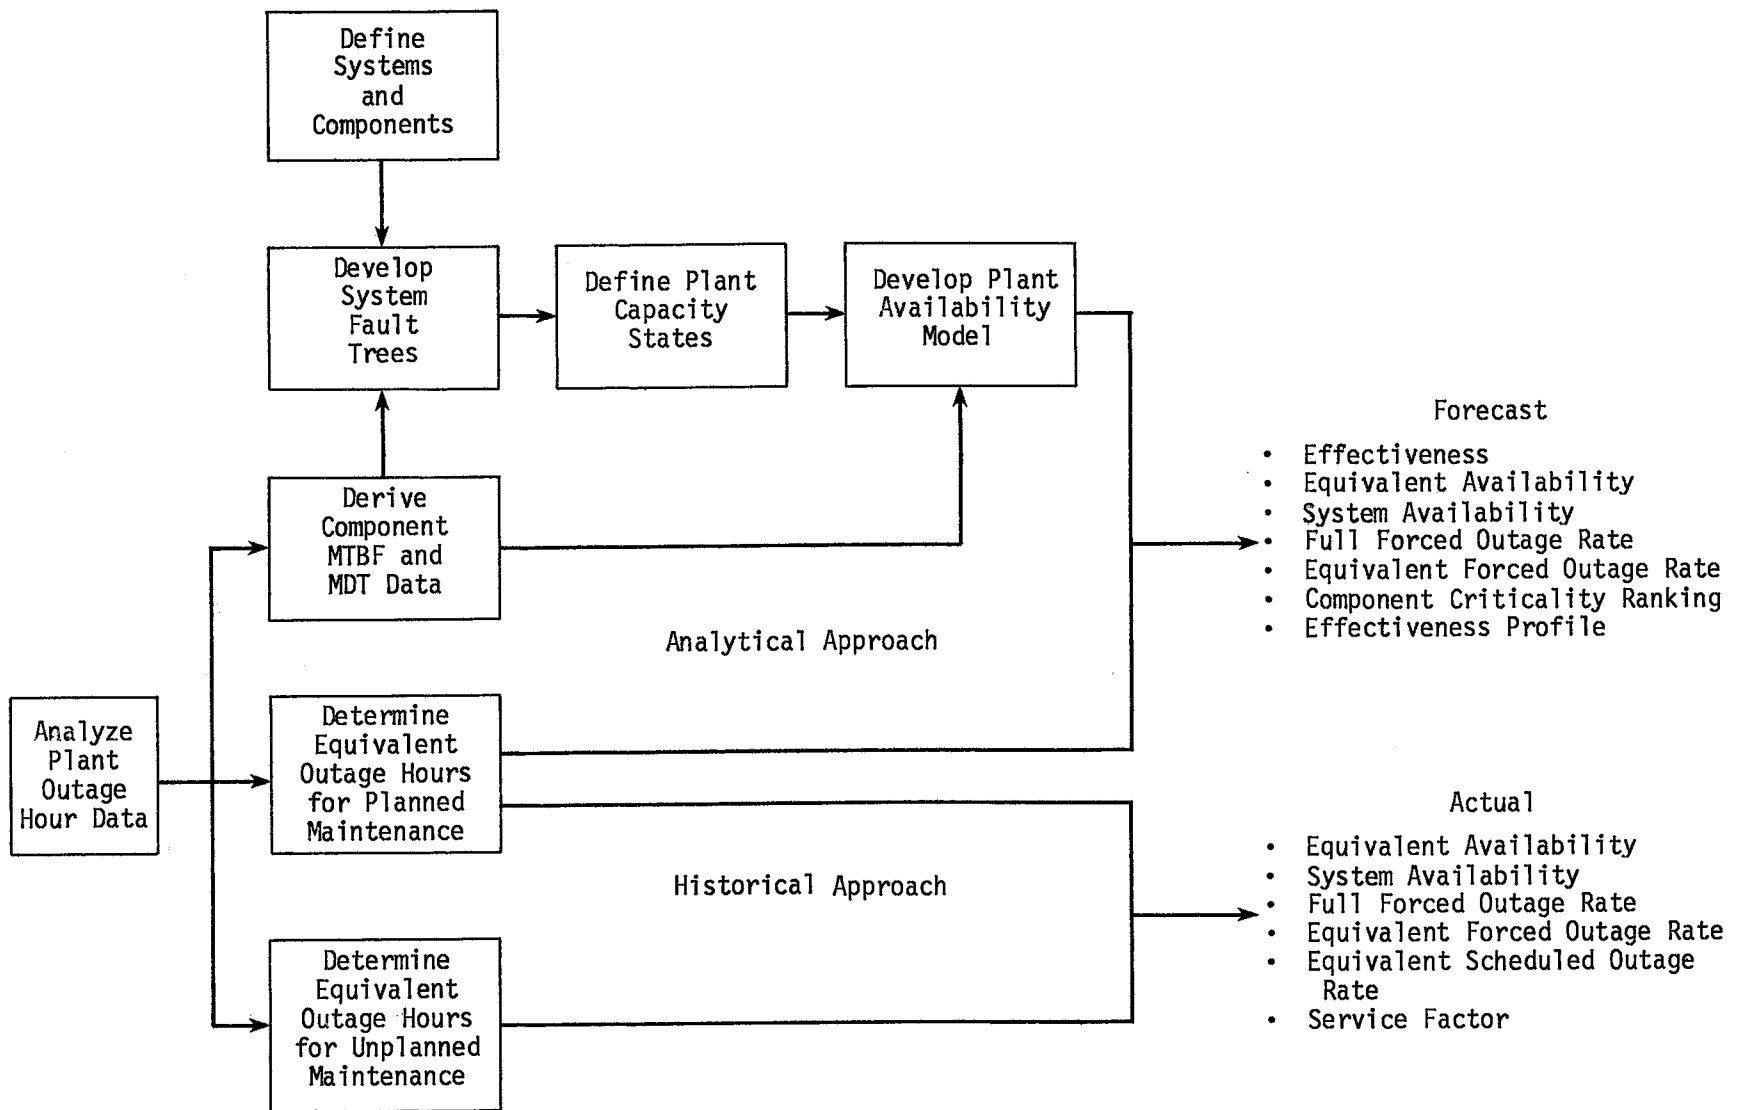 Define
Systems
and
Components
Develop
System
Fault
Trees
Define Plant
Capacity
States
Develop Plant
Availability
Model
Derive
Component
MTBF and
MDT Data
Analytical Approach
Forecast
• Effectiveness
• Equivalent Availability
• System Availability
• Full Forced Outage Rate
• Equivalent Forced Outage Rate
• Component Criticality Ranking
• Effectiveness Profile
Analyze
Plant
Outage
Hour Data
Determine
Equivalent
Outage Hours
for Planned
Maintenance
Historical Approach
Determine
Equivalent
Outage Hours
for Unplanned
Maintenance
Actual
• Equivalent Availability
• System Availability
• Full Forced Outage Rate
• Equivalent Forced Outage Rate
• Equivalent Scheduled Outage
Rate
• Service Factor